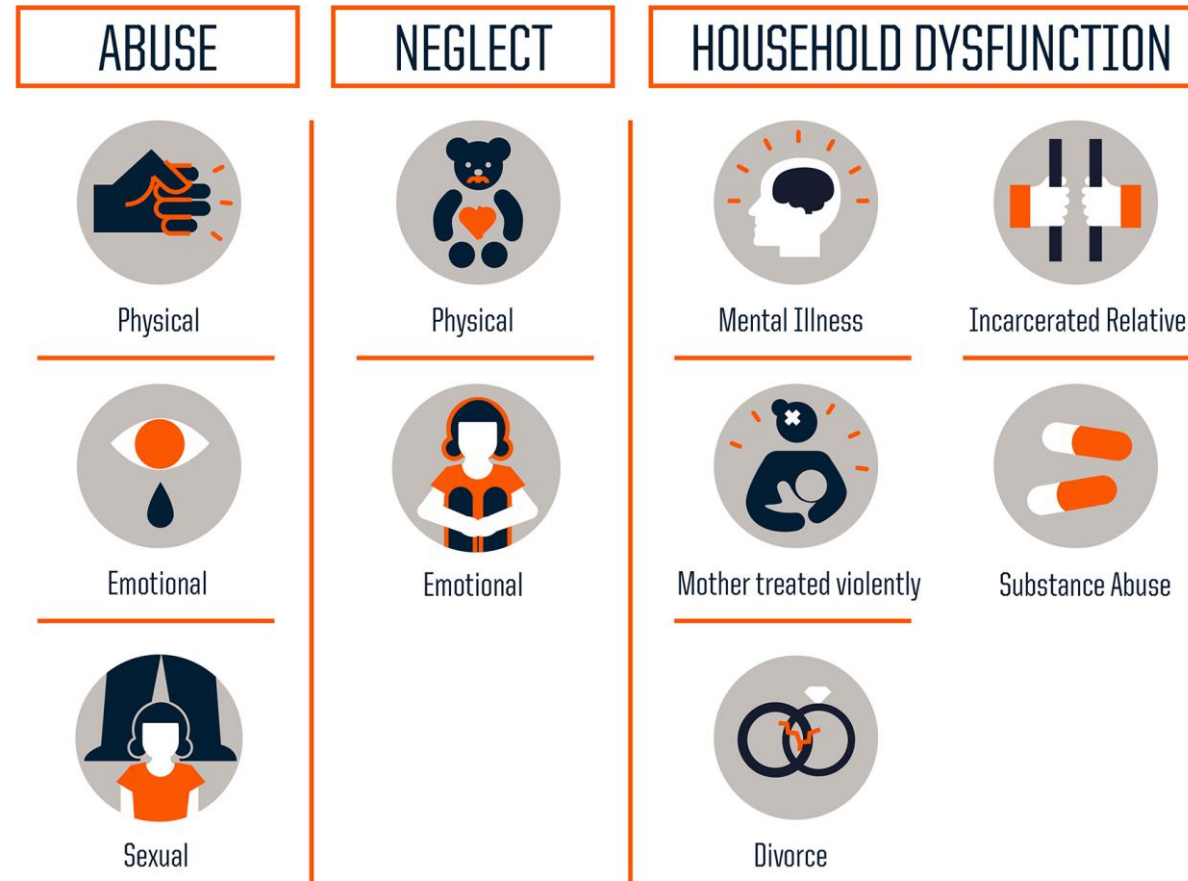 ABUSE
Physical
Emotional
Sexual
NEGLECT
Physical
Emotional
HOUSEHOLD DYSFUNCTION
Mental Illness
Incarcerated Relative
Mother treated violently
Substance Abuse
Divorce